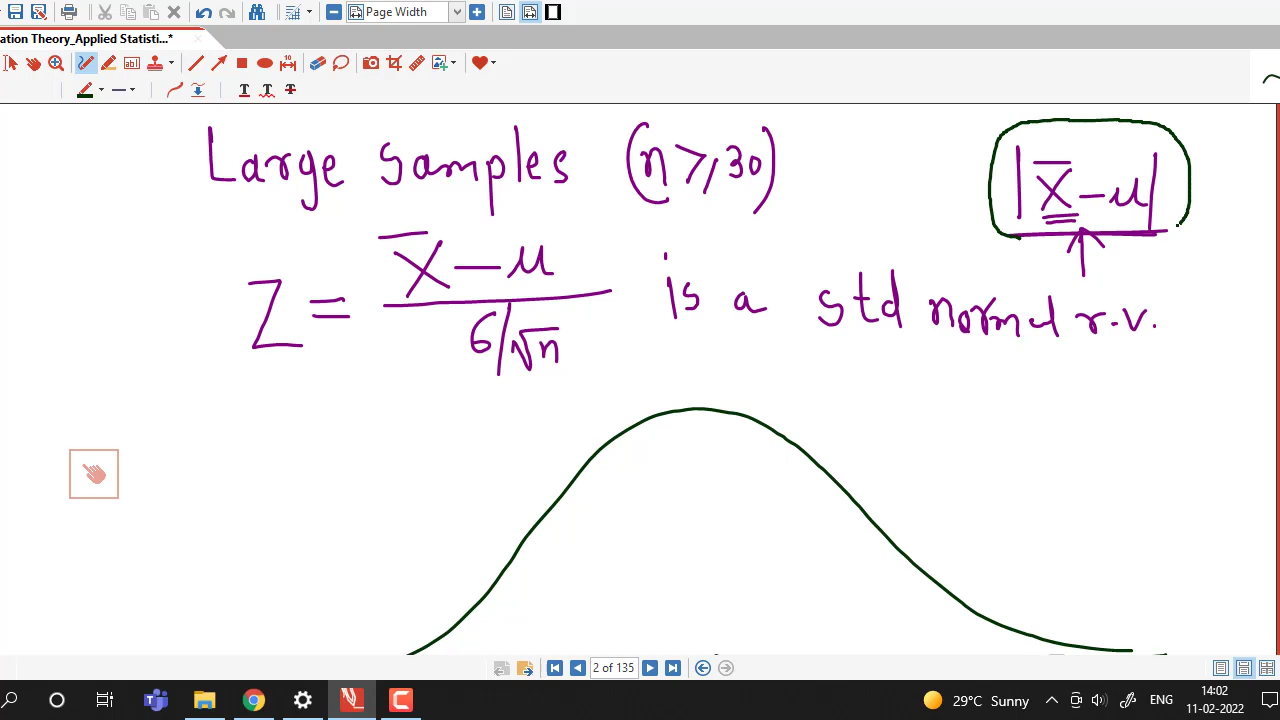 Page Width
ation Theory_Applied Statisti...*
10
T T T
Large samples (n ≥ 30)
|X̅ - μ|
Z = X̅ - μ / σ/√n is a std normal r.v.
2 of 135
29°C Sunny
ENG
14:02
11-02-2022